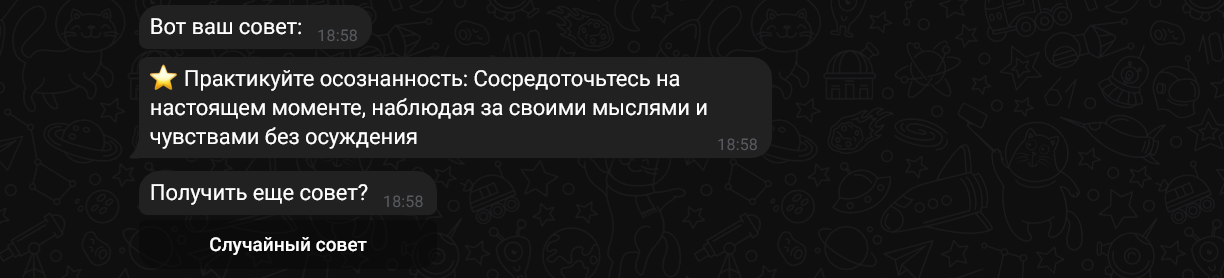 Вот ваш совет:
18:58
⭐ Практикуйте осознанность: Сосредоточьтесь на
настоящем моменте, наблюдая за своими мыслями и
чувствами без осуждения
18:58
Получить еще совет?
18:58
Случайный совет